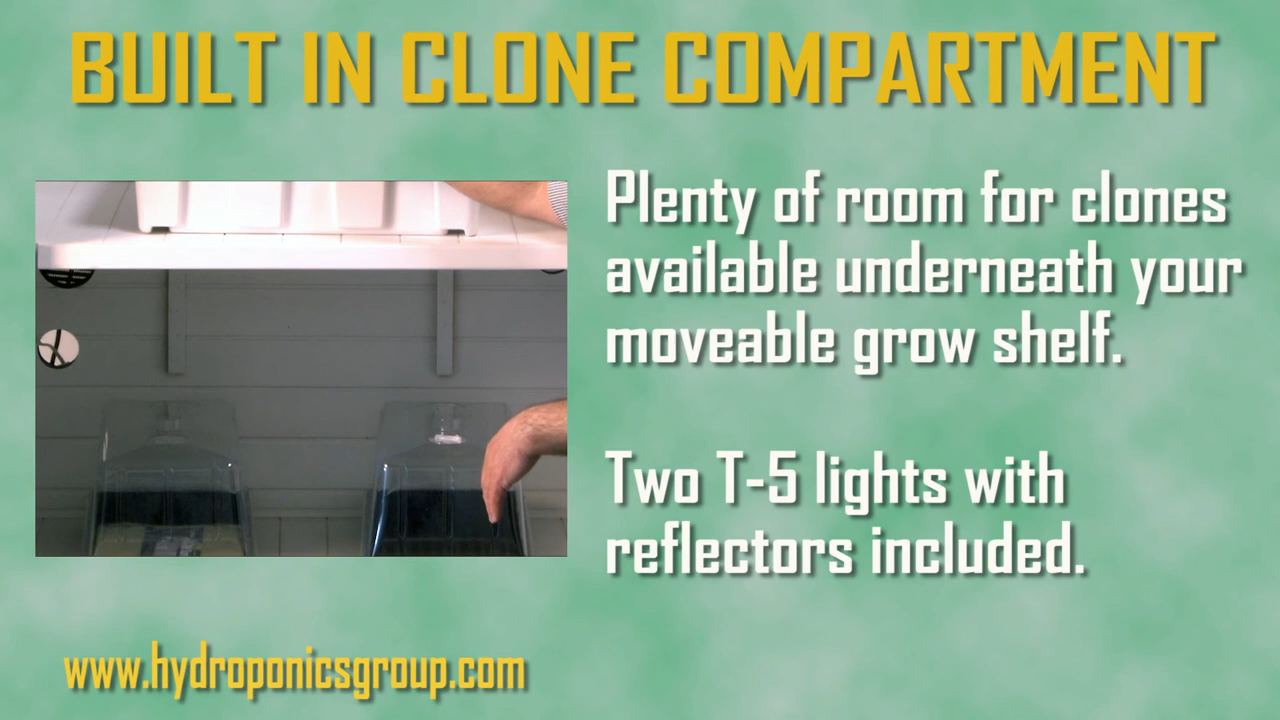 BUILT IN CLONE COMPARTMENT
Plenty of room for clones
available underneath your
moveable grow shelf.
Two T-5 lights with
reflectors included.
www.hydroponicsgroup.com